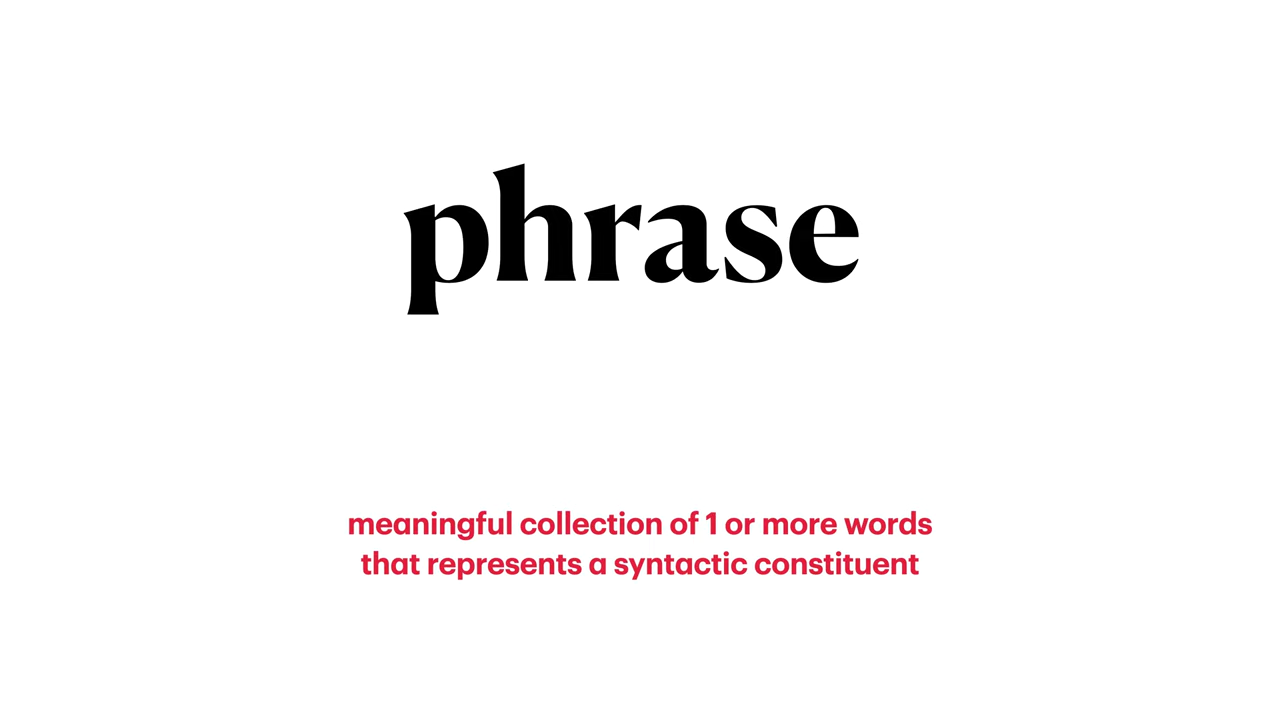 phrase
meaningful collection of 1 or more words
that represents a syntactic constituent